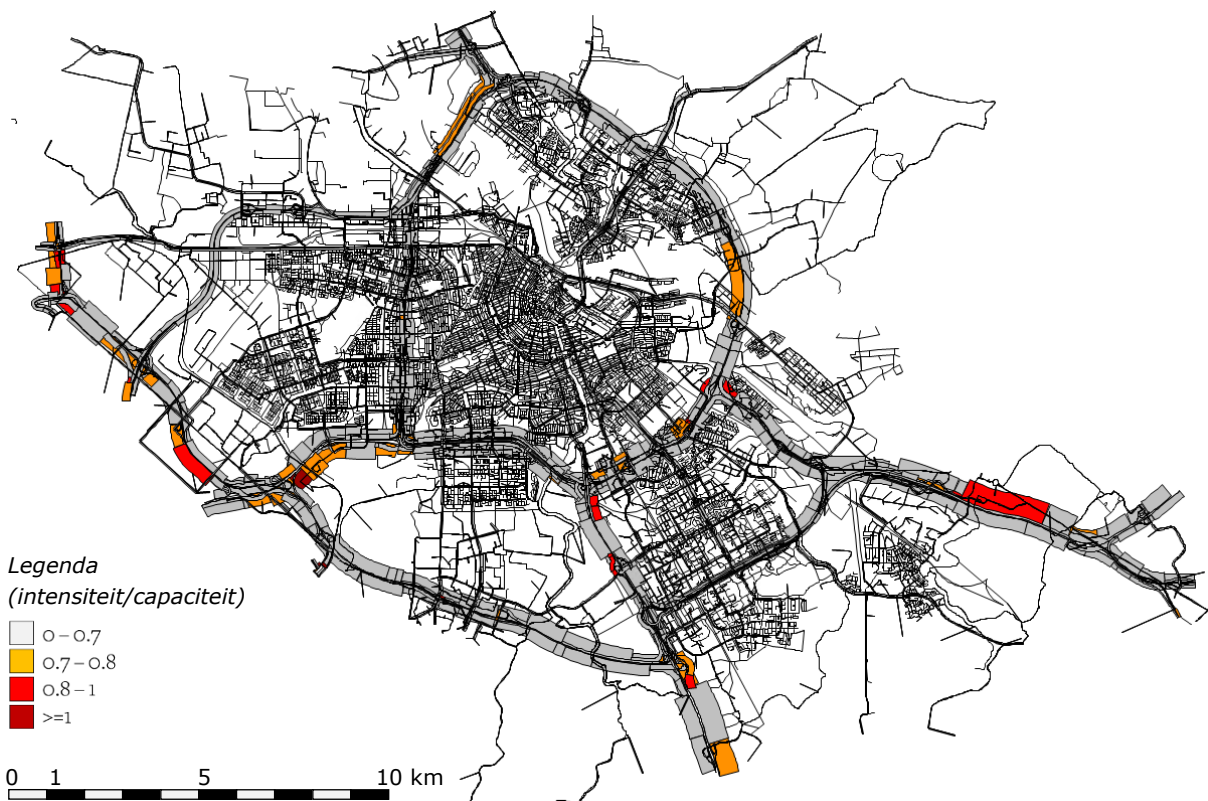 Legenda
(intensiteit/capaciteit)
0–0.7
0.7–0.8
0.8–1
>=1
0 1 5 10 km